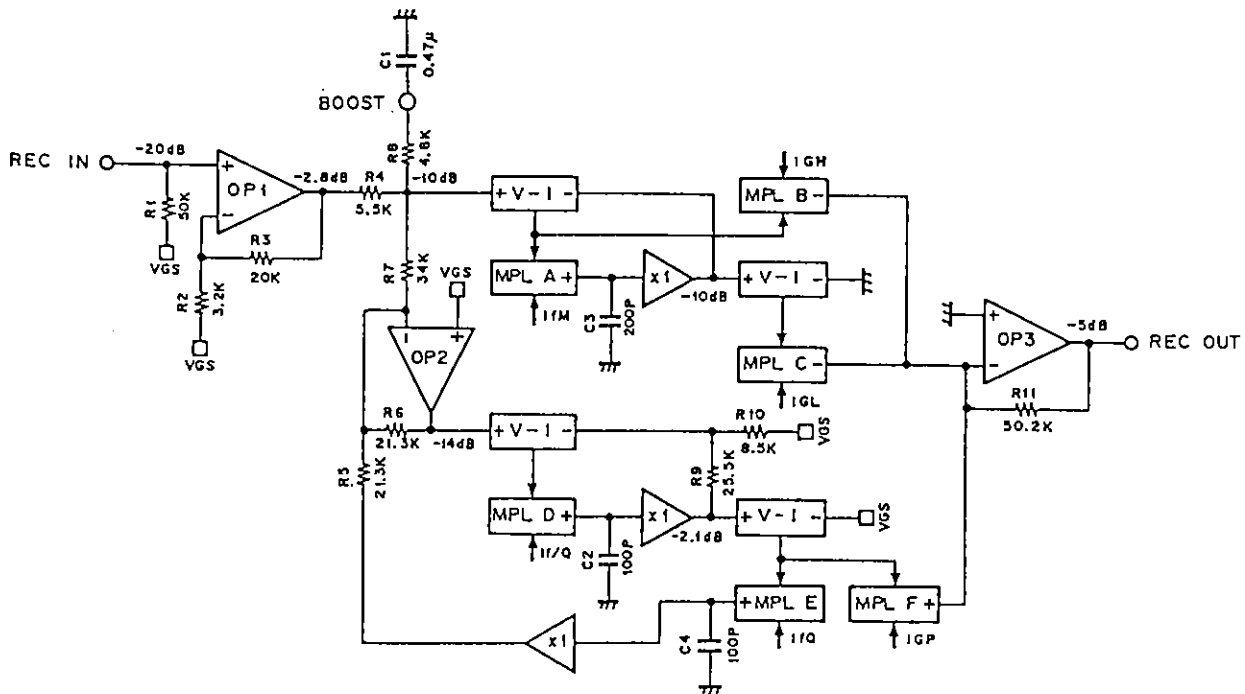 C1
0.47μ
BOOST
R8
4.8K
REC IN
-20dB
+
OP1
-
-2.8dB
R4
5.5K
-10dB
R1
50K
VGS
R2
3.2K
VGS
R3
20K
+ V-I -
IGH
MPL B -
MPL A +
IfM
C3
200P
x1
-10dB
+ V-I -
MPL C -
IGL
R7
34K
VGS
-
+
OP2
+
OP3
-
-5dB
REC OUT
R11
50.2K
R6
21.3K
-14dB
+ V-I -
R10
8.5K
VGS
R5
21.3K
R9
25.5K
MPL D +
If/Q
C2
100P
x1
-2.1dB
+ V-I -
VGS
+ MPL E
IfQ
MPL F +
IGP
C4
100P
x1